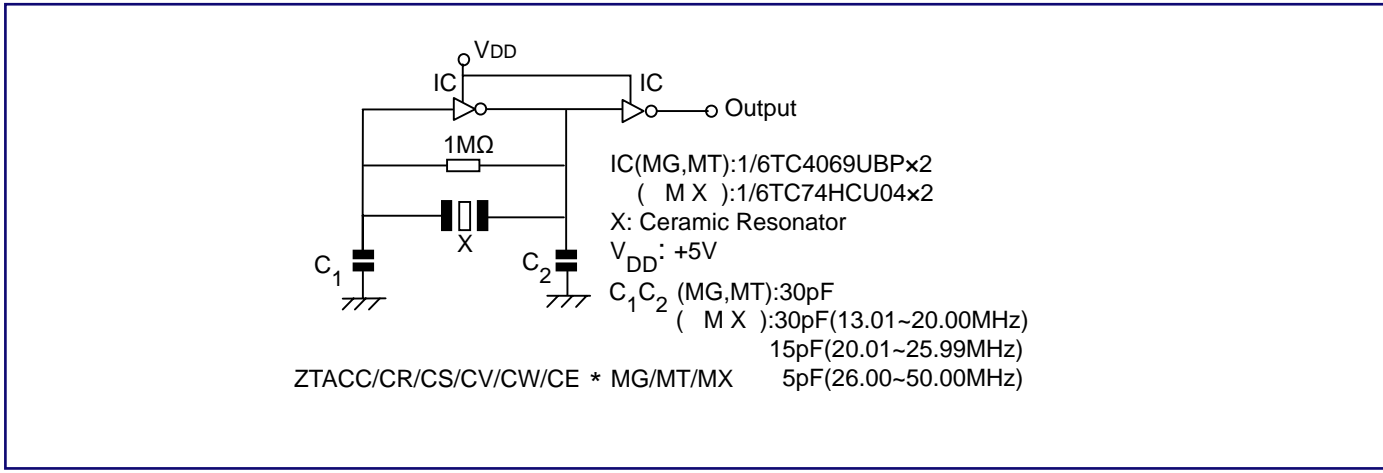 VDD
IC
IC
Output
1MΩ
X
C1
C2
IC(MG,MT):1/6TC4069UBP×2
( M X ):1/6TC74HCU04×2
X: Ceramic Resonator
VDD: +5V
C1C2 (MG,MT):30pF
( M X ):30pF(13.01~20.00MHz)
15pF(20.01~25.99MHz)
ZTACC/CR/CS/CV/CW/CE * MG/MT/MX 5pF(26.00~50.00MHz)